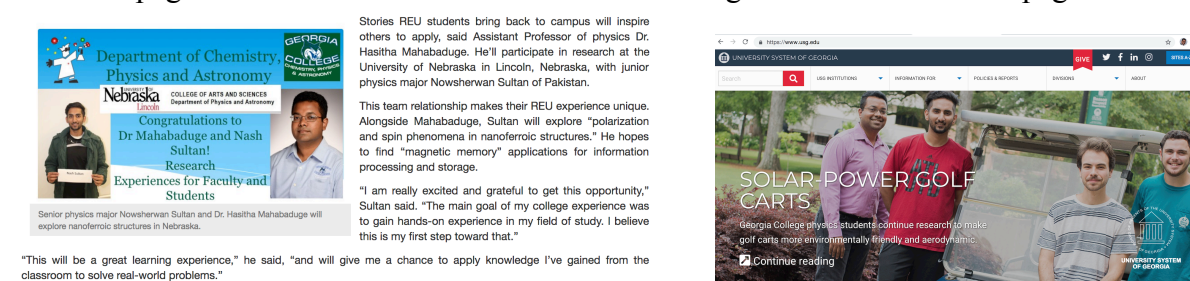 page
page
Department of Chemistry,
Physics and Astronomy
GEORGIA
COLLEGE
CHEMISTRY, PHYSICS
& ASTRONOMY
UNIVERSITY OF
Nebraska
Lincoln
COLLEGE OF ARTS AND SCIENCES
Department of Physics and Astronomy
Congratulations to
Dr Mahabaduge and Nash
Sultan!
Research
Experiences for Faculty and
Students
Senior physics major Nowsherwan Sultan and Dr. Hasitha Mahabaduge will
explore nanoferroic structures in Nebraska.
Stories REU students bring back to campus will inspire
others to apply, said Assistant Professor of physics Dr.
Hasitha Mahabaduge. He'll participate in research at the
University of Nebraska in Lincoln, Nebraska, with junior
physics major Nowsherwan Sultan of Pakistan.
This team relationship makes their REU experience unique.
Alongside Mahabaduge, Sultan will explore “polarization
and spin phenomena in nanoferroic structures.” He hopes
to find “magnetic memory” applications for information
processing and storage.
“I am really excited and grateful to get this opportunity,”
Sultan said. “The main goal of my college experience was
to gain hands-on experience in my field of study. I believe
this is my first step toward that.”
“This will be a great learning experience,” he said, “and will give me a chance to apply knowledge I’ve gained from the
classroom to solve real-world problems.”
https://www.usg.edu
UNIVERSITY SYSTEM OF GEORGIA
GIVE
SITES A-
Search
USG INSTITUTIONS
INFORMATION FOR
POLICIES & REPORTS
DIVISIONS
ABOUT
SOLAR-POWER GOLF
CARTS
Georgia College physics students continue research to make
golf carts more environmentally friendly and aerodynamic.
Continue reading
UNIVERSITY SYSTEM
OF GEORGIA